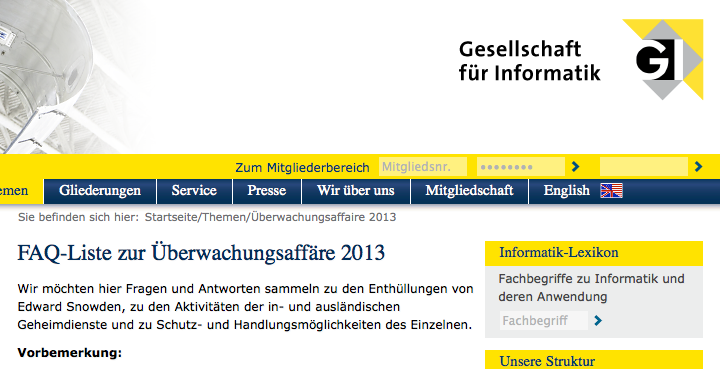 Gesellschaft
für Informatik
GI
Zum Mitgliederbereich Mitgliedsnr. ••••••••
emen Gliederungen Service Presse Wir über uns Mitgliedschaft English
Sie befinden sich hier: Startseite/Themen/Überwachungsaffaire 2013
FAQ-Liste zur Überwachungsaffäre 2013
Wir möchten hier Fragen und Antworten sammeln zu den Enthüllungen von
Edward Snowden, zu den Aktivitäten der in- und ausländischen
Geheimdienste und zu Schutz- und Handlungsmöglichkeiten des Einzelnen.
Vorbemerkung:
Informatik-Lexikon
Fachbegriffe zu Informatik und
deren Anwendung
Fachbegriff
Unsere Struktur